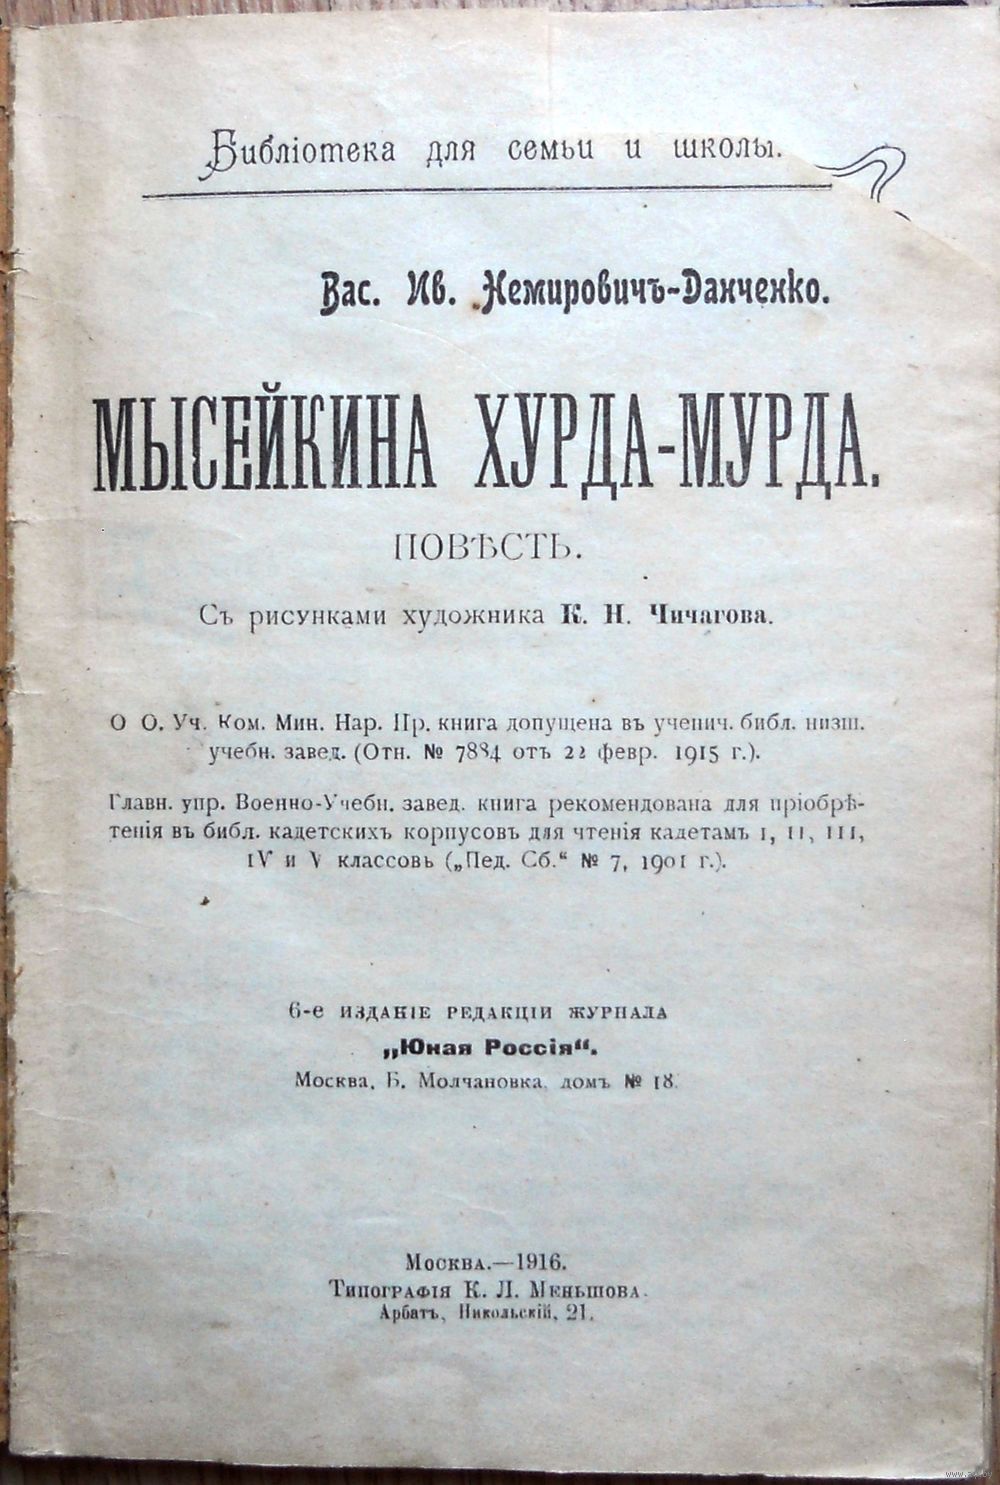 Библіотека для семьи и школы.
Вас. Ив. Немировичъ-Данченко.
МЫСЕЙКИНА ХУРДА-МУРДА.
ПОВѢСТЬ.
Съ рисунками художника К. Н. Чичагова.
О О. Уч. Ком. Мин. Нар. Пр. книга допущена въ ученич. библ. низш.
учебн. завед. (Отн. № 7884 отъ 22 февр. 1915 г.).
Главн. упр. Военно-Учебн. завед. книга рекомендована для пріобрѣ-
тенія въ библ. кадетскихъ корпусовъ для чтенія кадетамъ I, II, III,
IV и V классовъ („Пед. Сб.“ № 7, 1901 г.).
6-е ИЗДАНІЕ РЕДАКЦІИ ЖУРНАЛА
„Юная Россія“.
Москва, Б. Молчановка, домъ № 18.
Москва.—1916.
Типографія К. Л. Меньшова.
Арбатъ, Никольскій, 21.